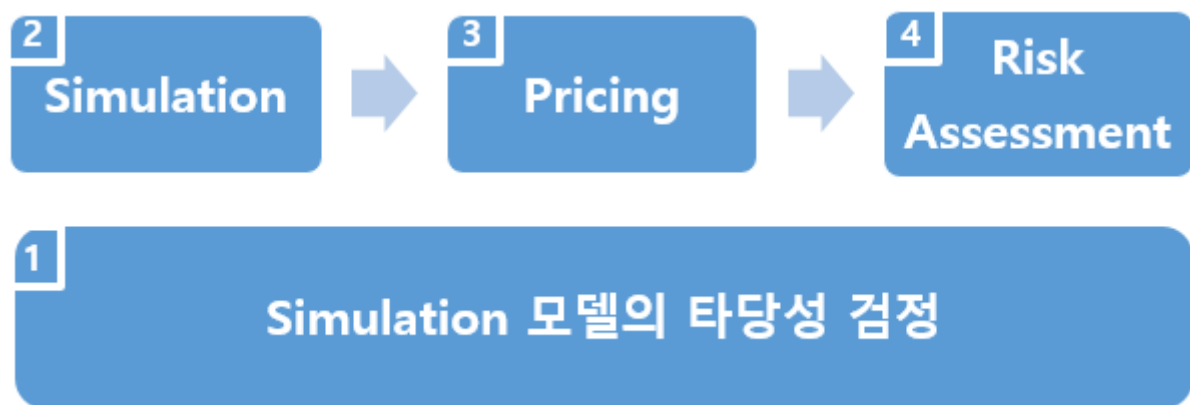 2
Simulation
3
Pricing
4
Risk
Assessment
1
Simulation 모델의 타당성 검정